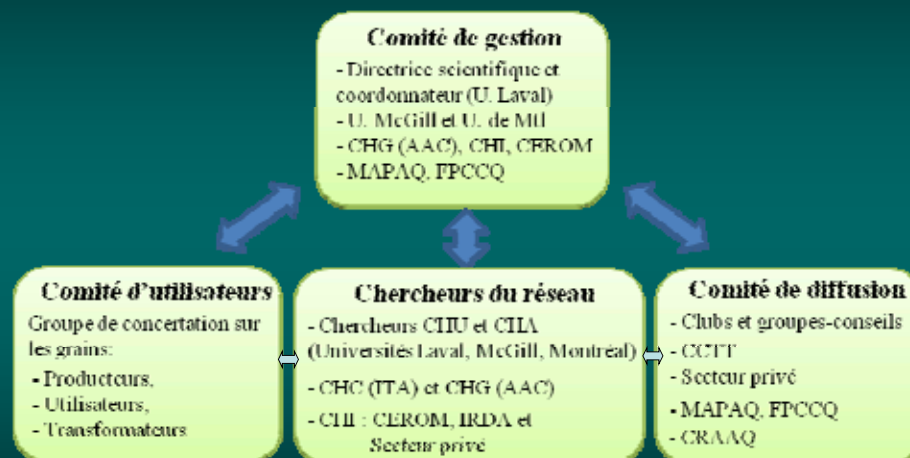 Comité de gestion
- Directrice scientifique et
coordonnateur (U. Laval)
- U. McGill et U. de Mtl
- CHG (AAC), CHI, CEROM
- MAPAQ, FPCCQ
Comité d'utilisateurs
Groupe de concertation sur
les grains:
- Producteurs,
- Utilisateurs,
- Transformateurs
Chercheurs du réseau
- Chercheurs CHU et CHA
(Universités Laval, McGill, Montréal)
- CHC (ITA) et CHG (AAC)
- CHI : CEROM, IRDA et
Secteur privé
Comité de diffusion
- Clubs et groupes-conseils
- CCTT
- Secteur privé
- MAPAQ, FPCCQ
- CRAAQ